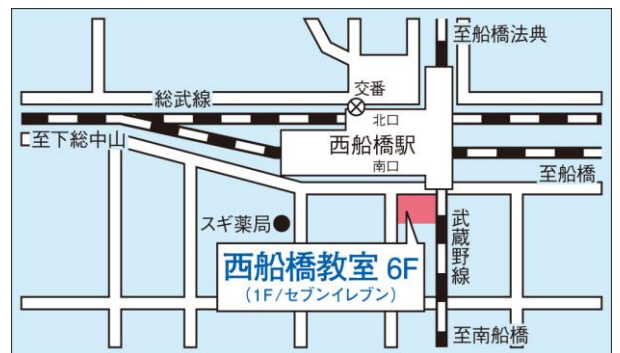 至船橋法典
交番
総武線
北口
西船橋駅
至下総中山
南口
至船橋
スギ薬局
武蔵野線
西船橋教室 6F
(1F/セブンイレブン)
至南船橋